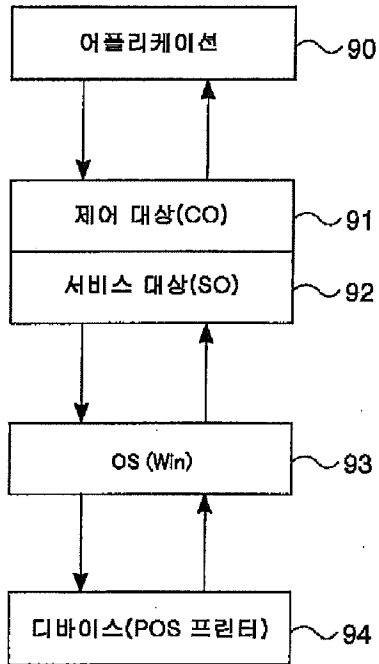 어플리케이션
90
제어 대상(CO)
91
서비스 대상(SO)
92
OS (Win)
93
디바이스(POS 프린터)
94